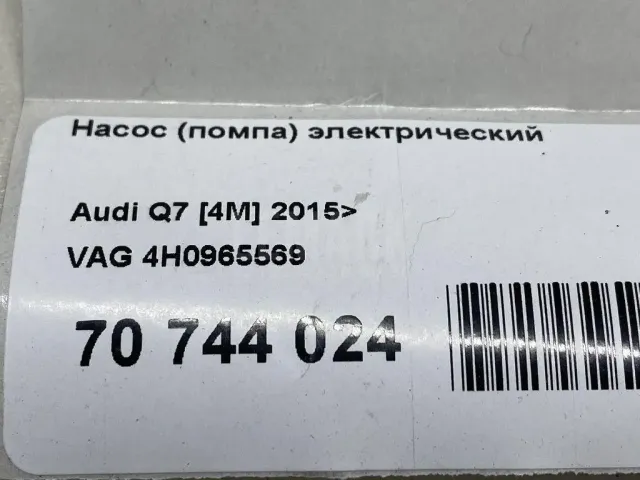 Насос (помпа) электрический
Audi Q7 [4M] 2015>
VAG 4H0965569
70 744 024